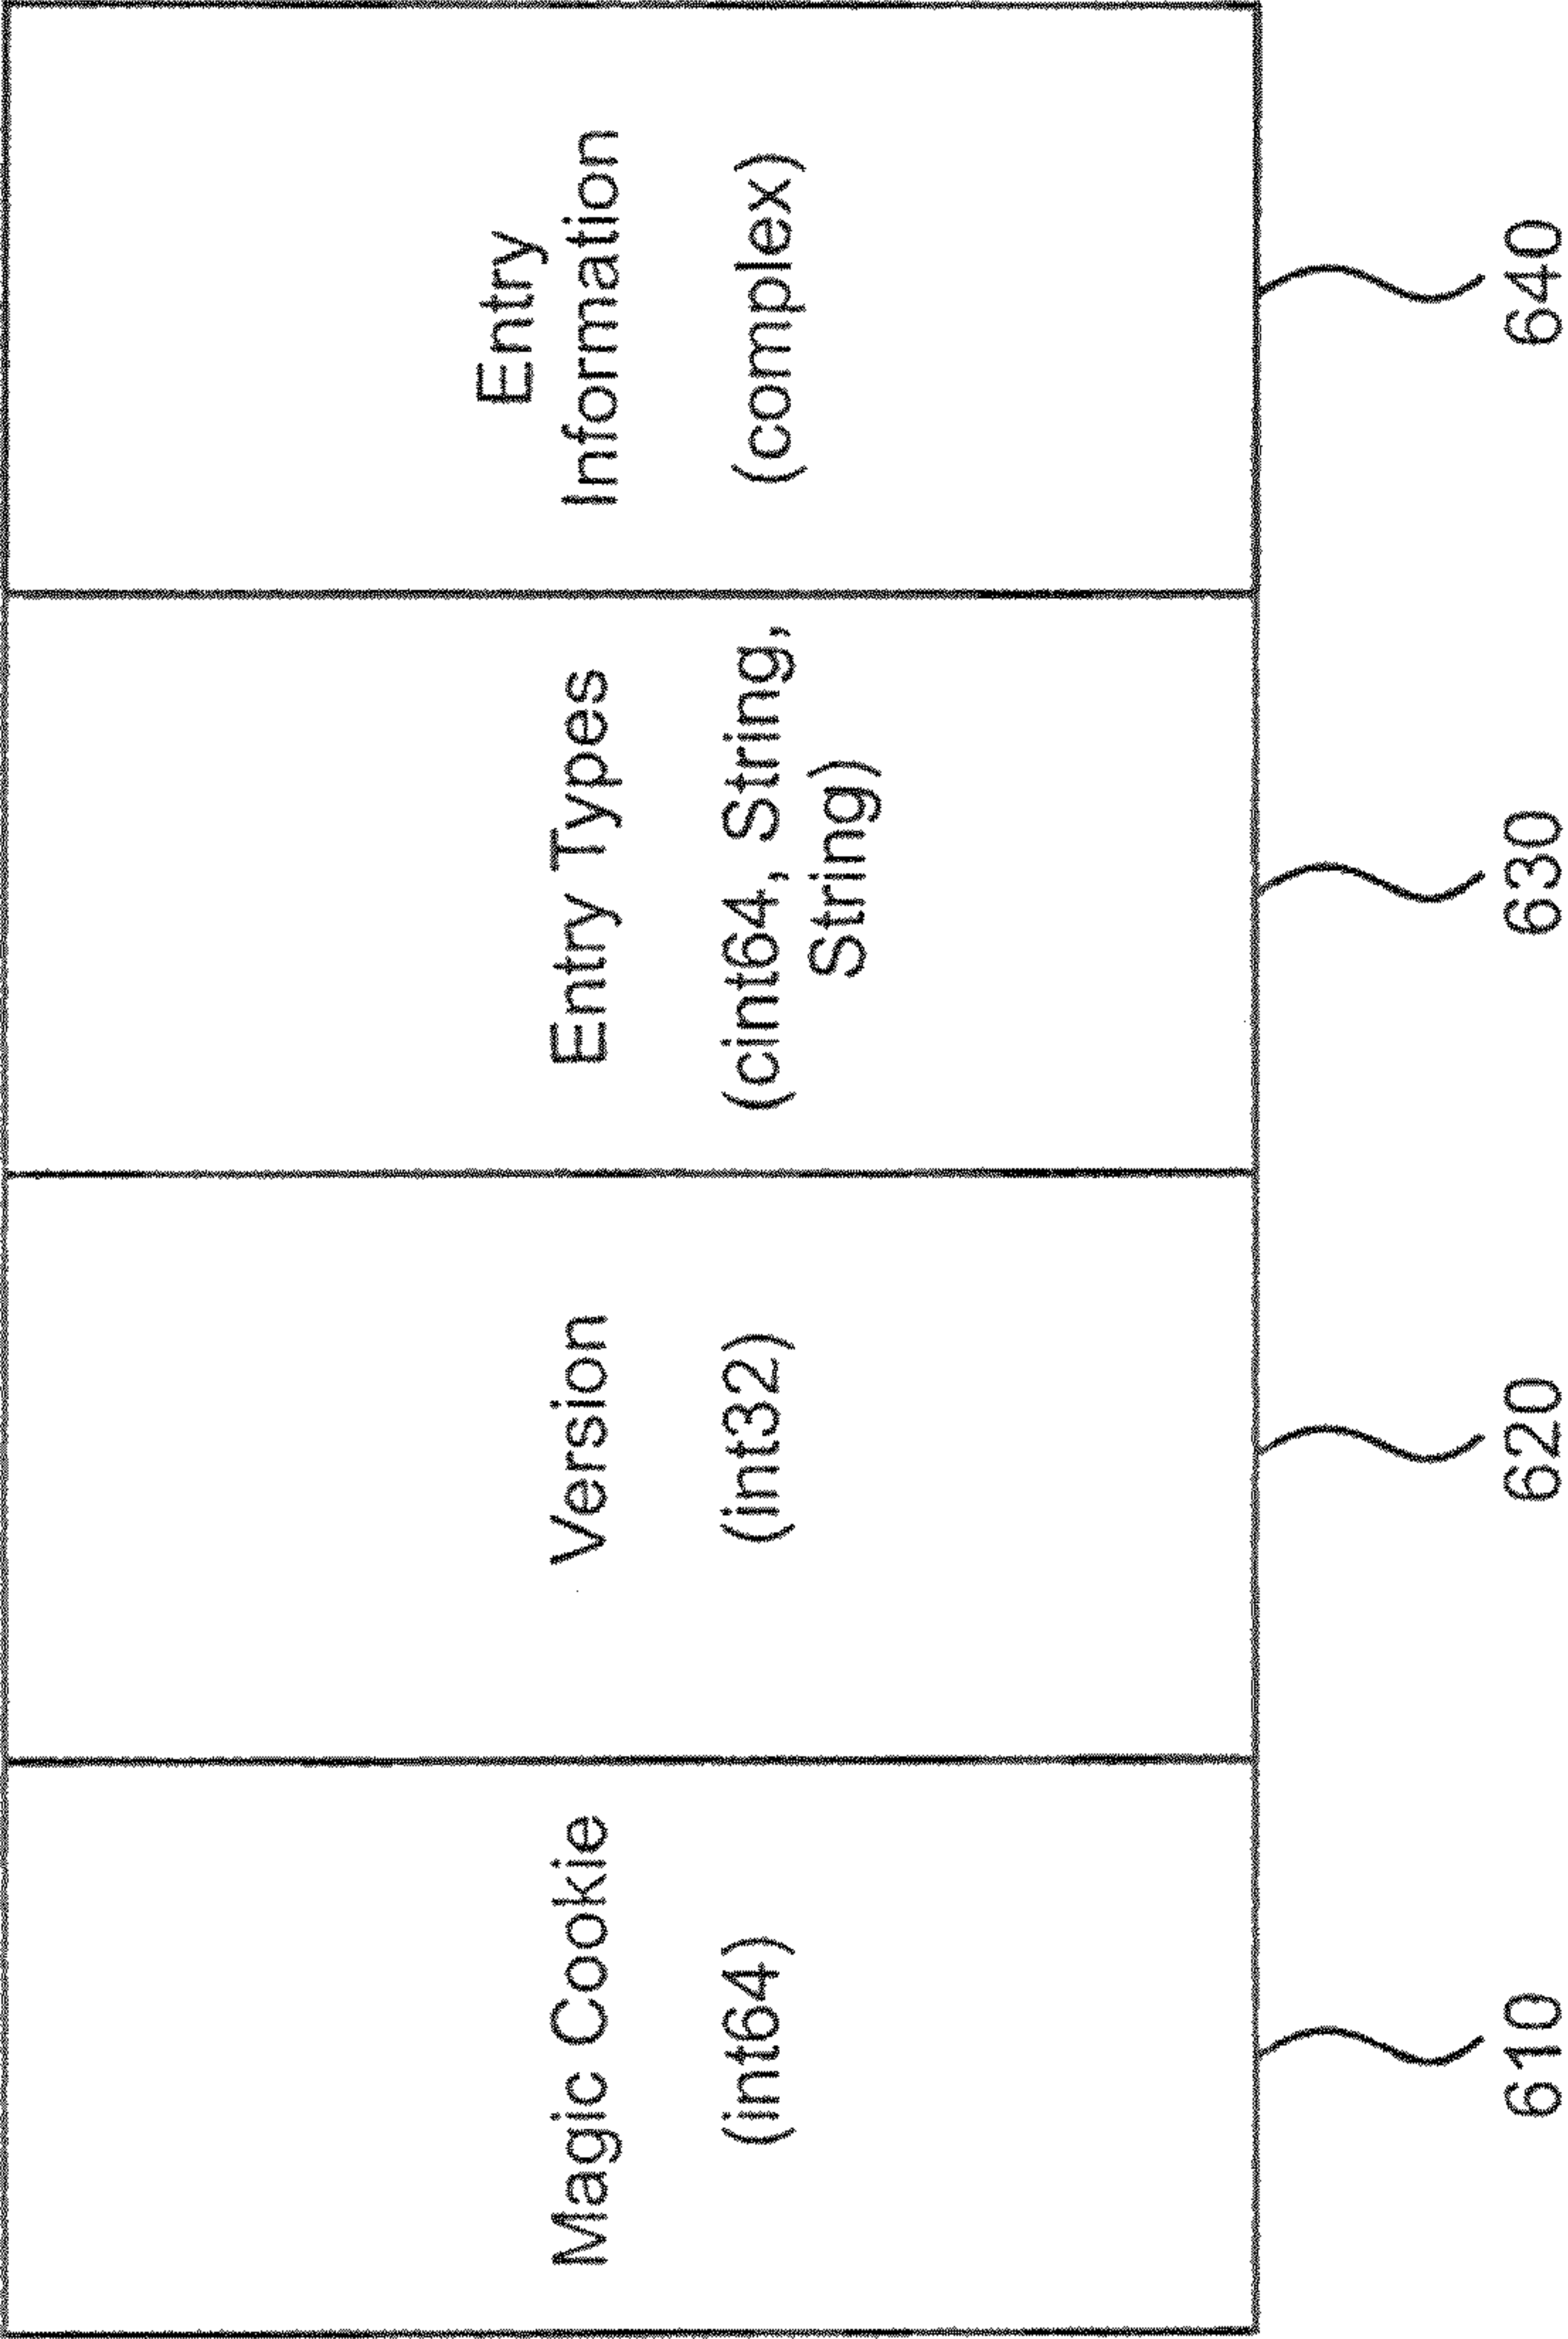 Magic Cookie
(int64)
Version
(int32)
Entry Types
(cint64, String,
String)
Entry
Information
(complex)
610
620
630
640